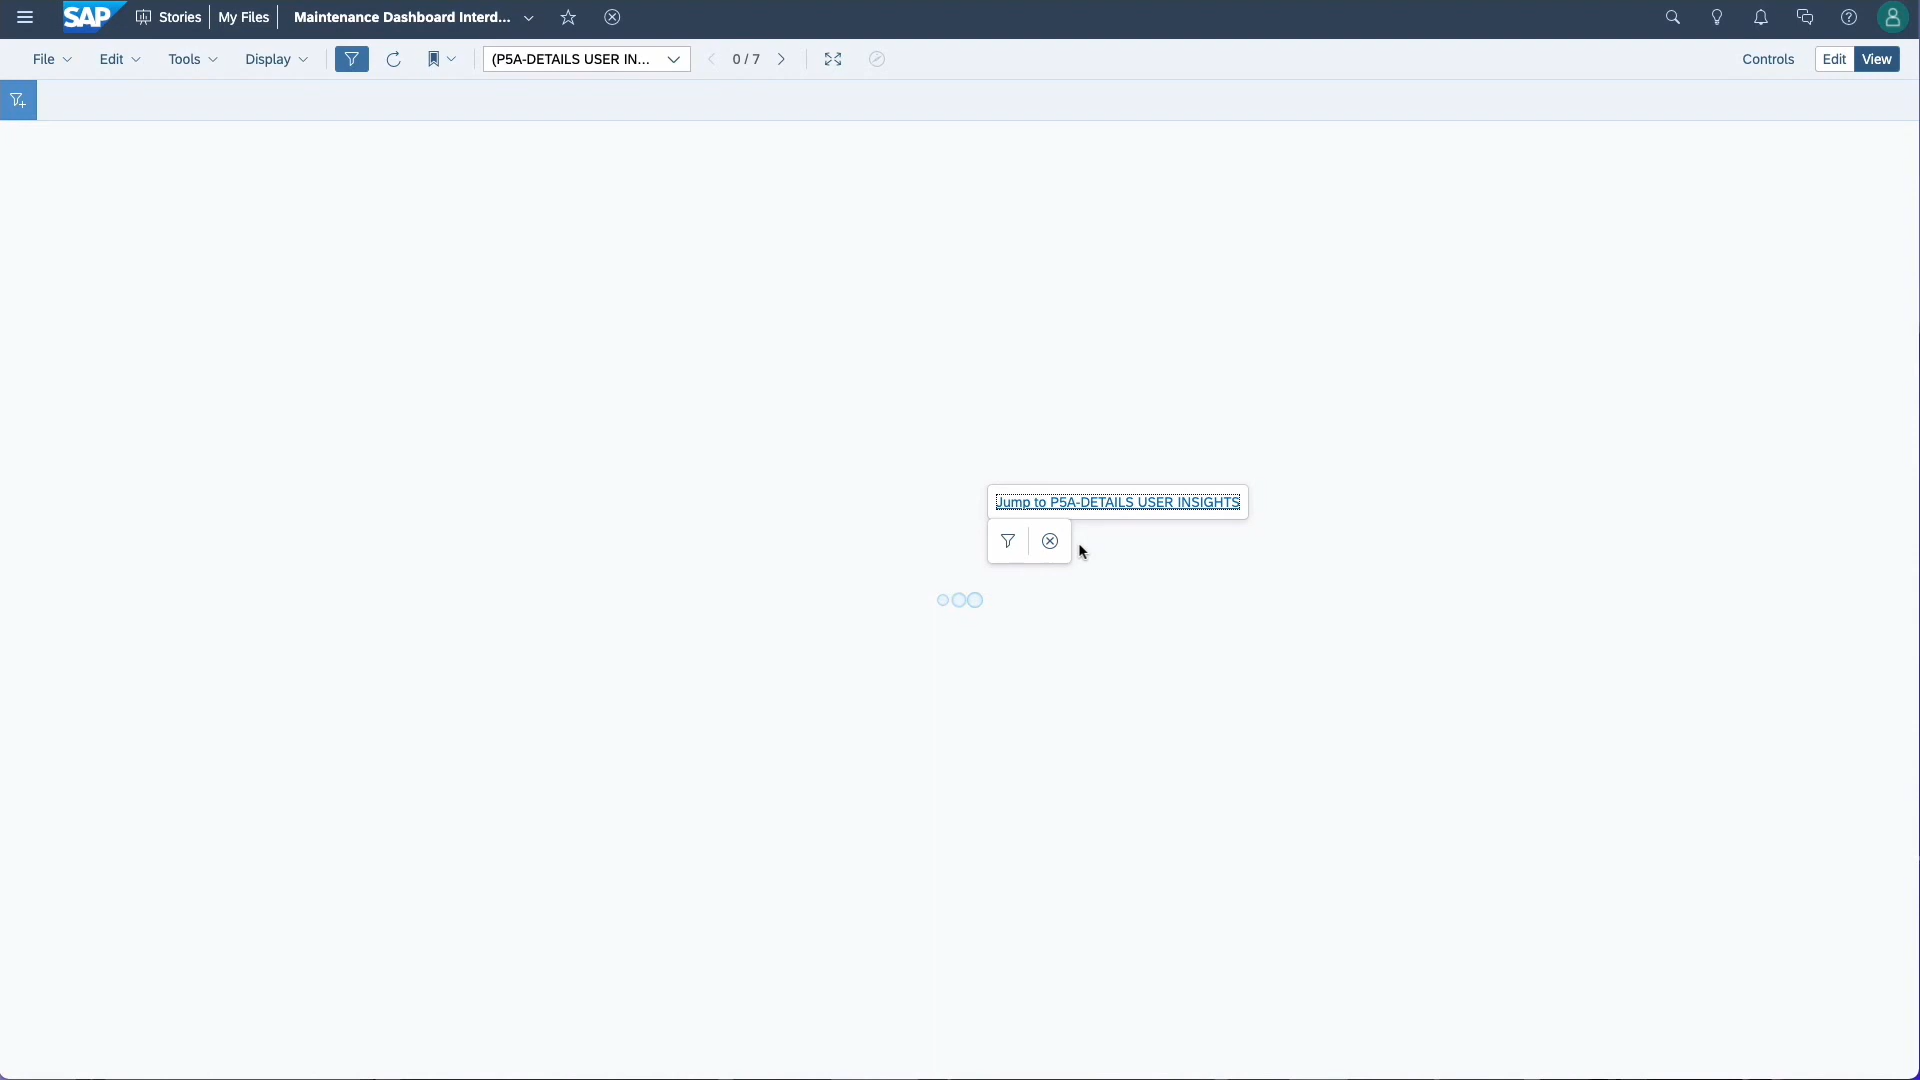 SAP Stories My Files Maintenance Dashboard Interd...
File Edit Tools Display (P5A-DETAILS USER IN... 0 / 7 Controls Edit View
Jump to P5A-DETAILS USER INSIGHTS